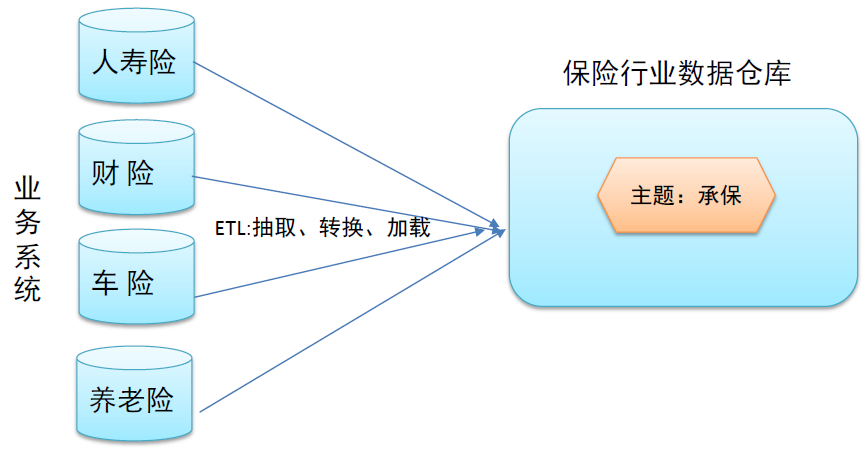 人寿险
保险行业数据仓库
财 险
业务系统
主题：承保
ETL:抽取、转换、加载
车 险
养老险